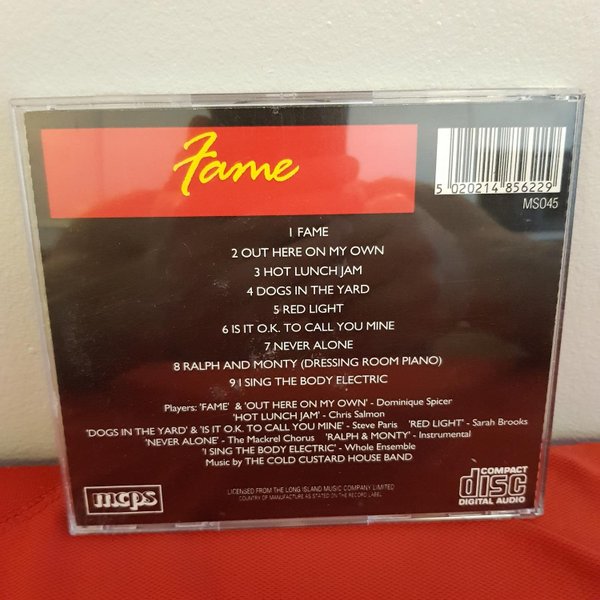 Fame
5 020214 856229
MS045
1 FAME
2 OUT HERE ON MY OWN
3 HOT LUNCH JAM
4 DOGS IN THE YARD
5 RED LIGHT
6 IS IT O.K. TO CALL YOU MINE
7 NEVER ALONE
8 RALPH AND MONTY (DRESSING ROOM PIANO)
9 I SING THE BODY ELECTRIC
Players: 'FAME' & 'OUT HERE ON MY OWN' - Dominique Spicer
'HOT LUNCH JAM' - Chris Salmon
'DOGS IN THE YARD' & 'IS IT O.K. TO CALL YOU MINE' - Steve Paris 'RED LIGHT' - Sarah Brooks
'NEVER ALONE' - The Mackrel Chorus 'RALPH & MONTY' - Instrumental
'I SING THE BODY ELECTRIC' - Whole Ensemble
Music by THE COLD CUSTARD HOUSE BAND
mcps
LICENSED FROM THE LONG ISLAND MUSIC COMPANY LIMITED
COUNTRY OF MANUFACTURE AS STATED ON THE RECORD LABEL
COMPACT
disc
DIGITAL AUDIO